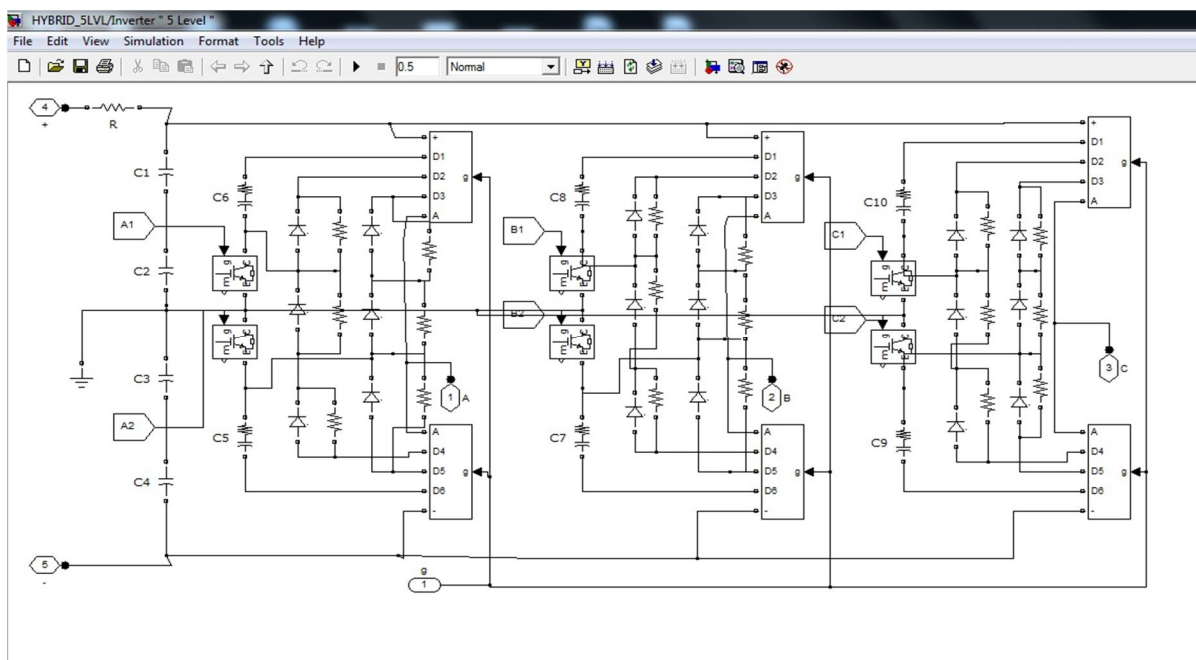 HYBRID_5LVL/Inverter " 5 Level "
File Edit View Simulation Format Tools Help
0.5 Normal
4
+
R
C1
A1
C2
C3
A2
C4
5
-
C6
g C
m E
g C
m E
C5
+
D1
D2
D3
A
g
1 A
A
D4
D5
D6
-
g
C8
B1
g C
m E
B2
g C
m E
C7
+
D1
D2
D3
A
g
2 B
A
D4
D5
D6
-
g
C10
C1
g C
m E
C2
g C
m E
C9
+
D1
D2
D3
A
g
3 C
A
D4
D5
D6
-
g
g
1